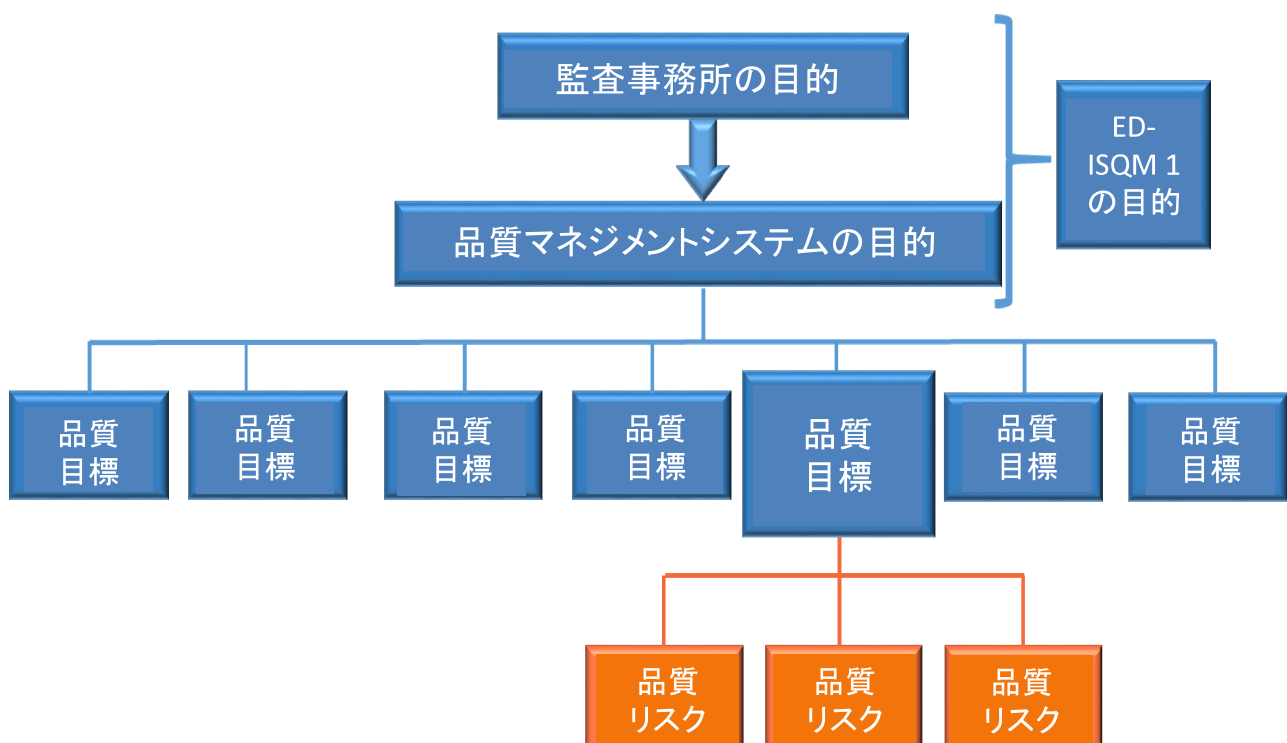 監査事務所の目的
ED-
ISQM 1
の目的
品質マネジメントシステムの目的
品質
目標
品質
目標
品質
目標
品質
目標
品質
目標
品質
目標
品質
目標
品質
リスク
品質
リスク
品質
リスク